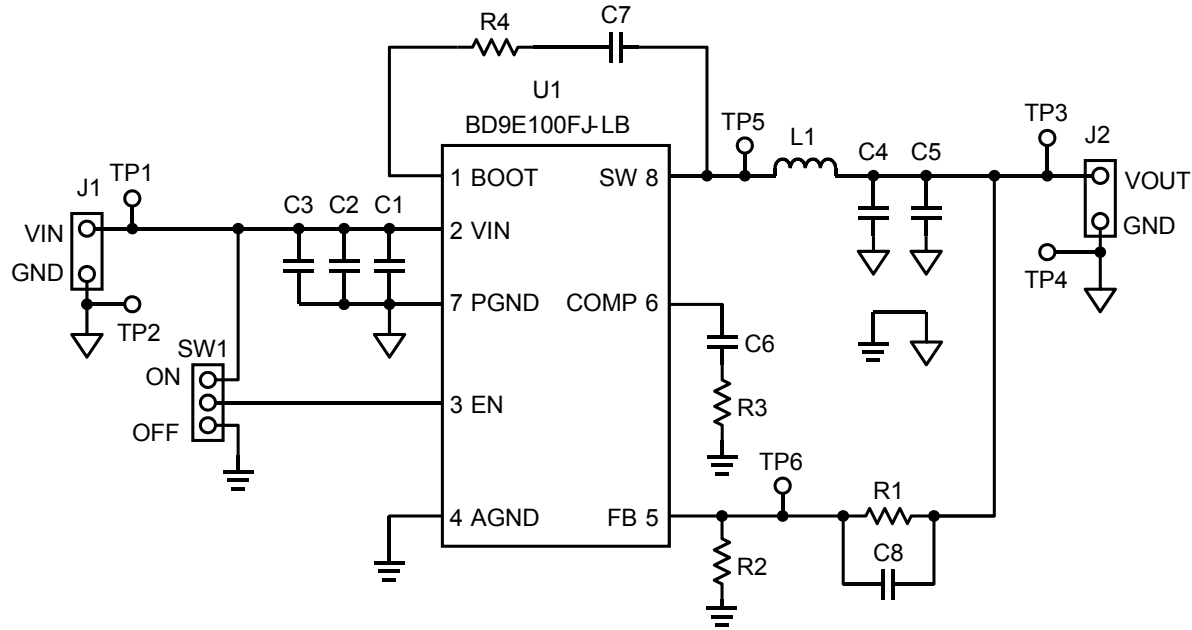 R4
C7
U1
BD9E100FJ-LB
TP5
L1
C4
C5
TP3
J2
1 BOOT
SW 8
VOUT
J1
TP1
C3
C2
C1
VIN
2 VIN
GND
GND
TP4
7 PGND
COMP 6
TP2
C6
SW1
ON
3 EN
R3
OFF
TP6
R1
4 AGND
FB 5
R2
C8